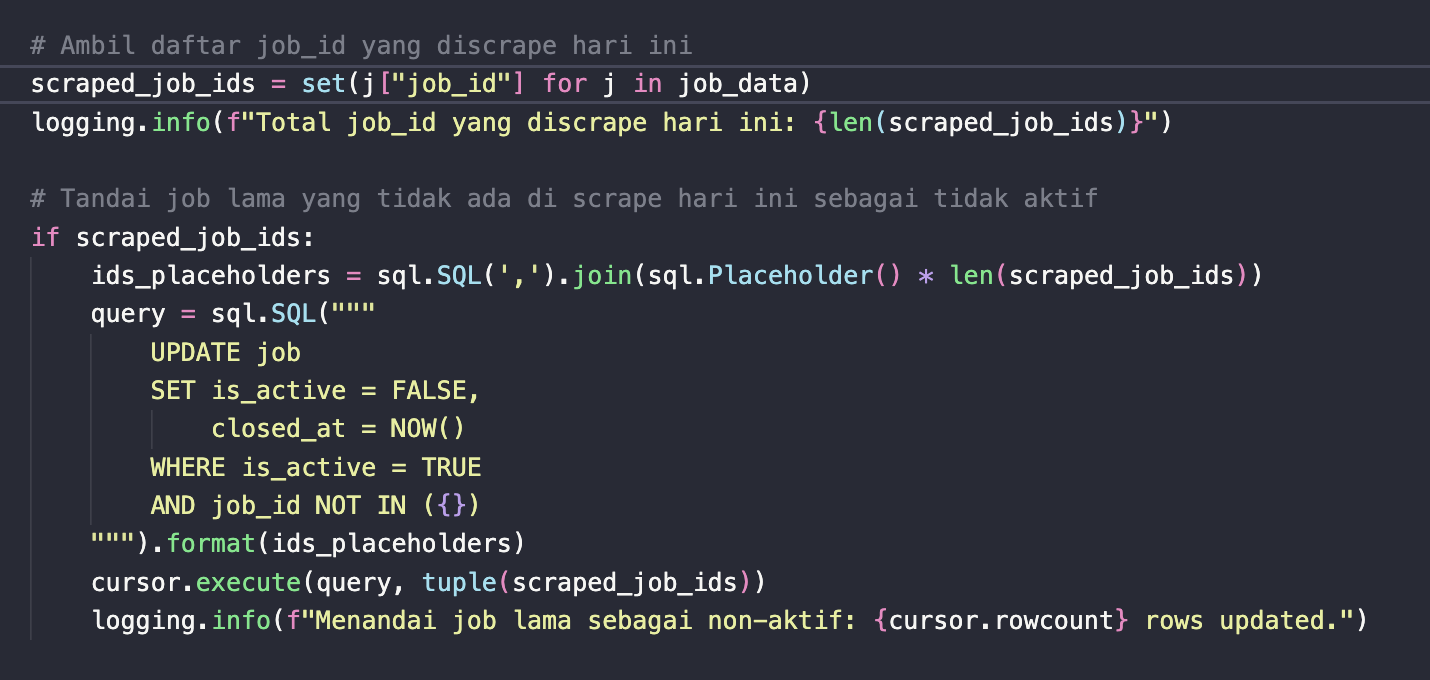 # Ambil daftar job_id yang discrape hari ini
scraped_job_ids = set(j["job_id"] for j in job_data)
logging.info(f"Total job_id yang discrape hari ini: {len(scraped_job_ids)}")
# Tandai job lama yang tidak ada di scrape hari ini sebagai tidak aktif
if scraped_job_ids:
    ids_placeholders = sql.SQL(',').join(sql.Placeholder() * len(scraped_job_ids))
    query = sql.SQL("""
        UPDATE job
        SET is_active = FALSE,
            closed_at = NOW()
        WHERE is_active = TRUE
        AND job_id NOT IN ({})
    """).format(ids_placeholders)
    cursor.execute(query, tuple(scraped_job_ids))
    logging.info(f"Menandai job lama sebagai non-aktif: {cursor.rowcount} rows updated.")